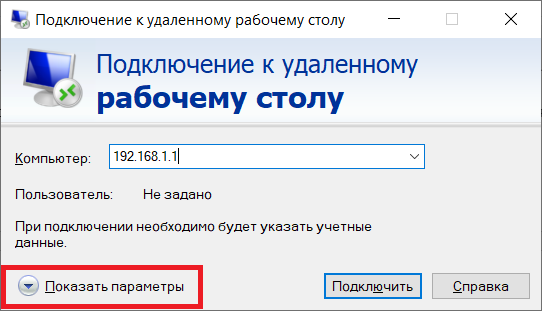 Подключение к удаленному рабочему столу
Подключение к удаленному
рабочему столу
Компьютер: 192.168.1.1
Пользователь: Не задано
При подключении необходимо будет указать учетные
данные.
Показать параметры Подключить Справка